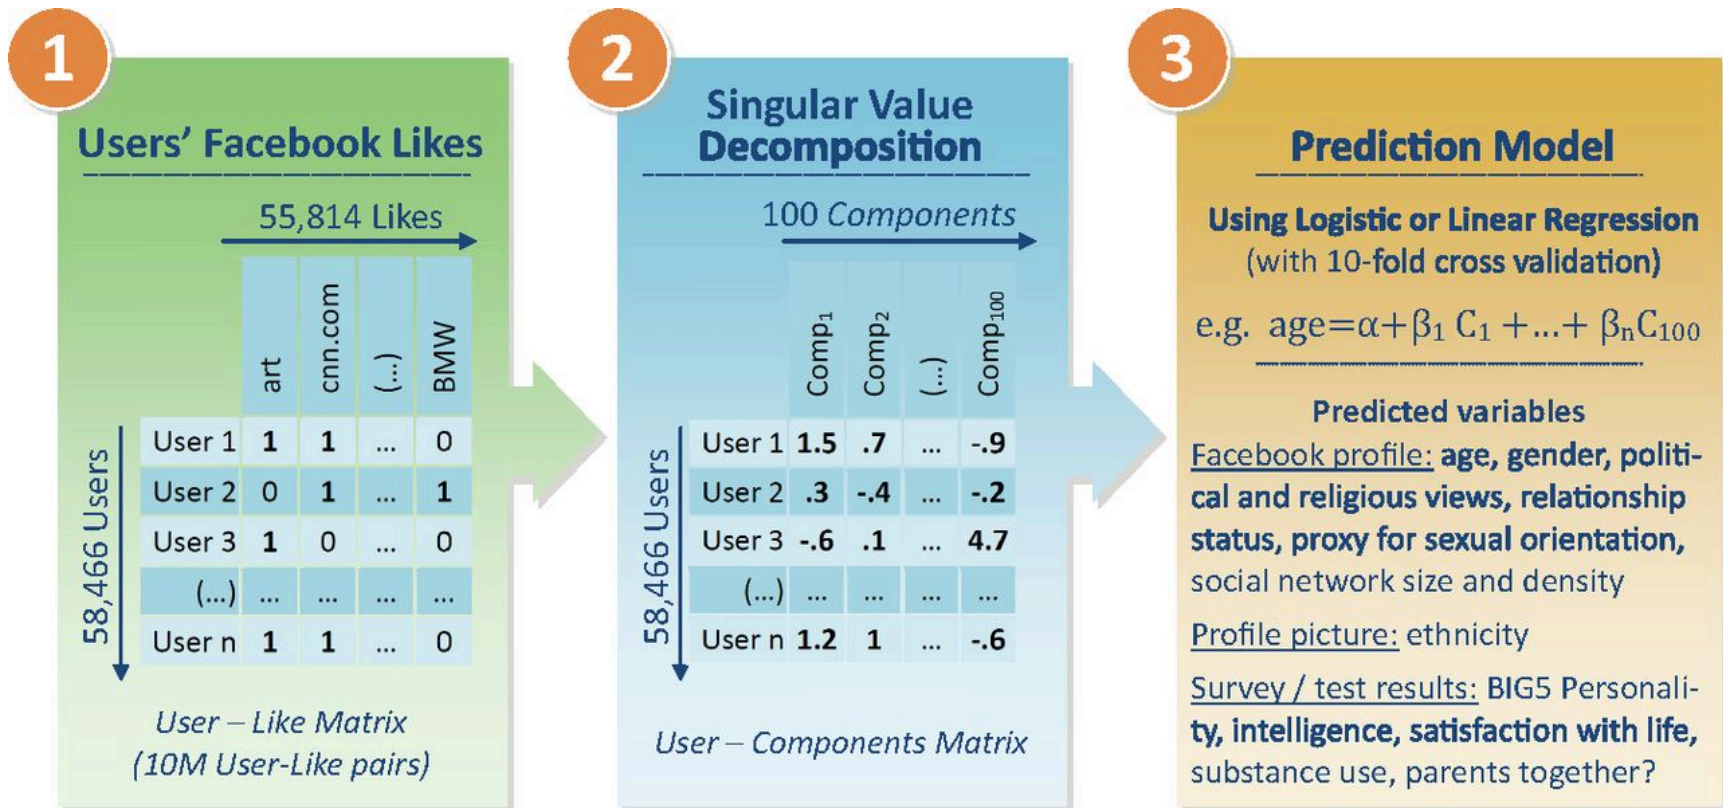 1
Users’ Facebook Likes
55,814 Likes
art cnn.com (...) BMW
58,466 Users
User 1 1 1 ... 0
User 2 0 1 ... 1
User 3 1 0 ... 0
(...) ... ... ... ...
User n 1 1 ... 0
User – Like Matrix
(10M User-Like pairs)
2
Singular Value
Decomposition
100 Components
Comp₁ Comp₂ (...) Comp₁₀₀
58,466 Users
User 1 1.5 .7 ... -.9
User 2 .3 -.4 ... -.2
User 3 -.6 .1 ... 4.7
(...) ... ... ... ...
User n 1.2 1 ... -.6
User – Components Matrix
3
Prediction Model
Using Logistic or Linear Regression
(with 10-fold cross validation)
e.g. age=α+β₁ C₁ +...+ βₙC₁₀₀
Predicted variables
Facebook profile: age, gender, politi-
cal and religious views, relationship
status, proxy for sexual orientation,
social network size and density
Profile picture: ethnicity
Survey / test results: BIG5 Personali-
ty, intelligence, satisfaction with life,
substance use, parents together?